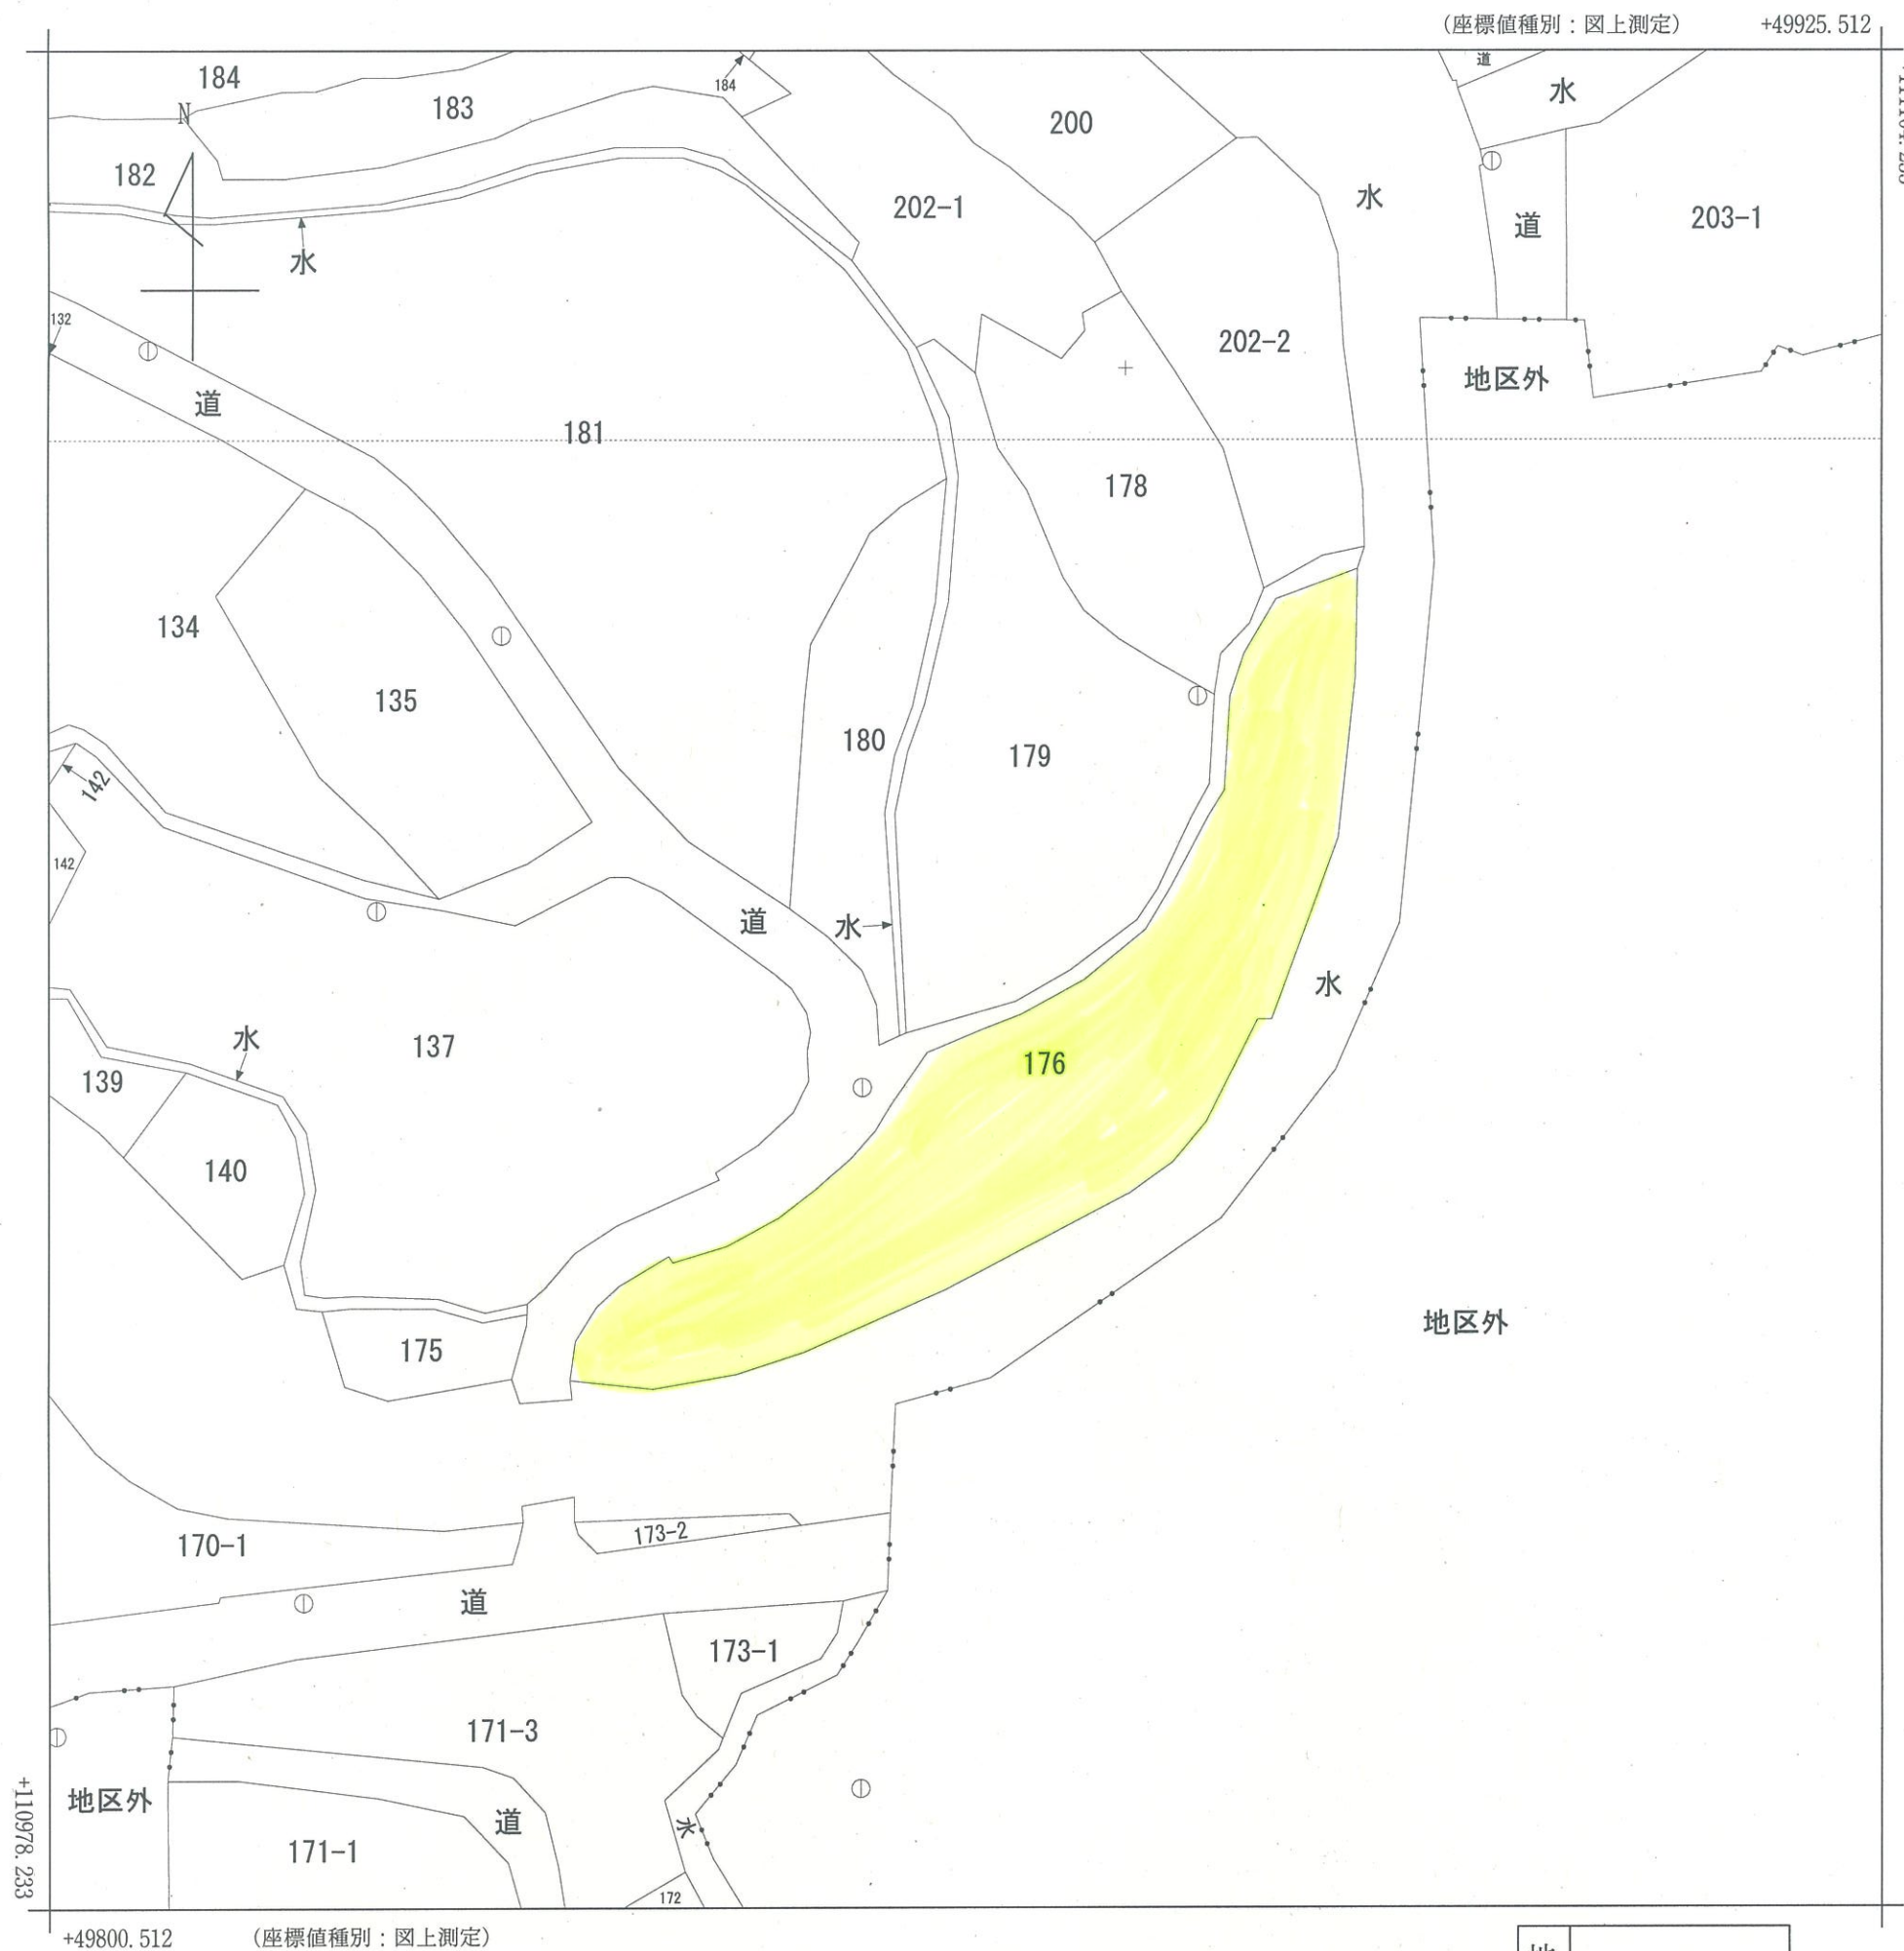 (座標値種別:図上測定) +49925.512
184
N
183
184
182
水
132
道
181
202-1
200
202-2
水
道
水
道
203-1
地区外
178
134
135
180
179
142
142
道
水
水
137
水
139
140
176
175
地区外
170-1
173-2
道
173-1
171-3
地区外
道
171-1
水
172
+110978.233
+49800.512 (座標値種別:図上測定)